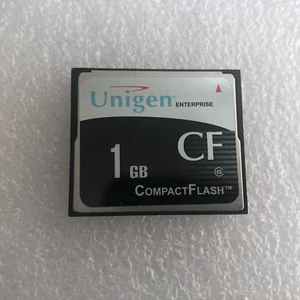 Unigen ENTERPRISE
1 GB CF
COMPACTFLASH™